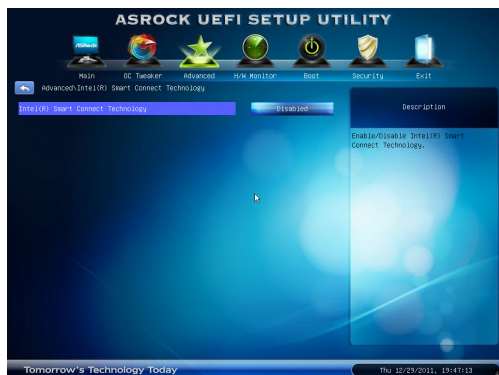 ASROCK UEFI SETUP UTILITY
ASRock
Main OC Tweaker Advanced H/W Monitor Boot Security Exit
Advanced\Intel(R) Smart Connect Technology
Intel(R) Smart Connect Technology Disabled
Description
Enable/Disable Intel(R) Smart
Connect Technology.
Tomorrow's Technology Today
Thu 12/29/2011, 19:47:13